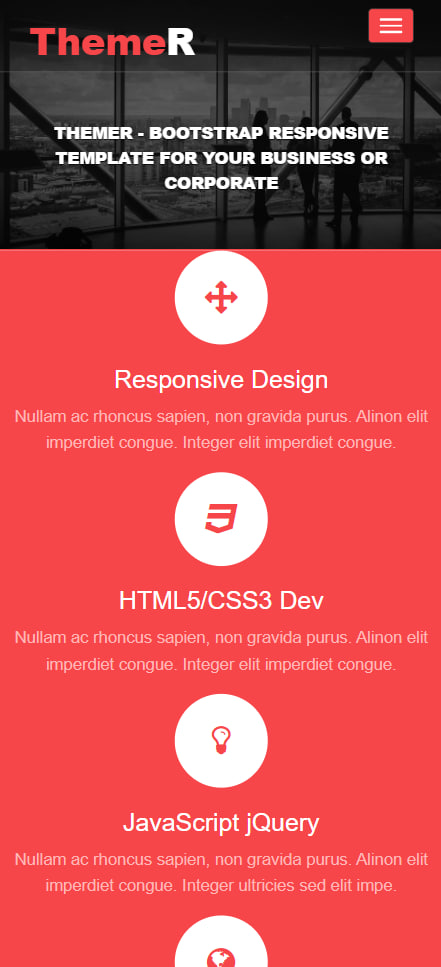 ThemeR
THEMER - BOOTSTRAP RESPONSIVE
TEMPLATE FOR YOUR BUSINESS OR
CORPORATE
Responsive Design
Nullam ac rhoncus sapien, non gravida purus. Alinon elit
imperdiet congue. Integer elit imperdiet congue.
HTML5/CSS3 Dev
Nullam ac rhoncus sapien, non gravida purus. Alinon elit
imperdiet congue. Integer elit imperdiet congue.
JavaScript jQuery
Nullam ac rhoncus sapien, non gravida purus. Alinon elit
imperdiet congue. Integer ultricies sed elit impe.